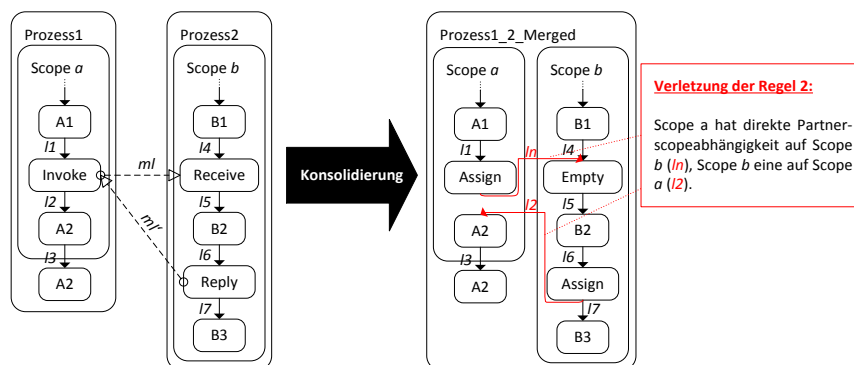 Prozess1
Scope a
A1
l1
Invoke
l2
A2
l3
A2
ml
ml'
Prozess2
Scope b
B1
l4
Receive
l5
B2
l6
Reply
l7
B3
Konsolidierung
Prozess1_2_Merged
Scope a
A1
l1
Assign
A2
l3
A2
ln
l2
Scope b
B1
l4
Empty
l5
B2
l6
Assign
l7
B3
Verletzung der Regel 2:
Scope a hat direkte Partner-
scopeabhängigkeit auf Scope
b (ln), Scope b eine auf Scope
a (l2).